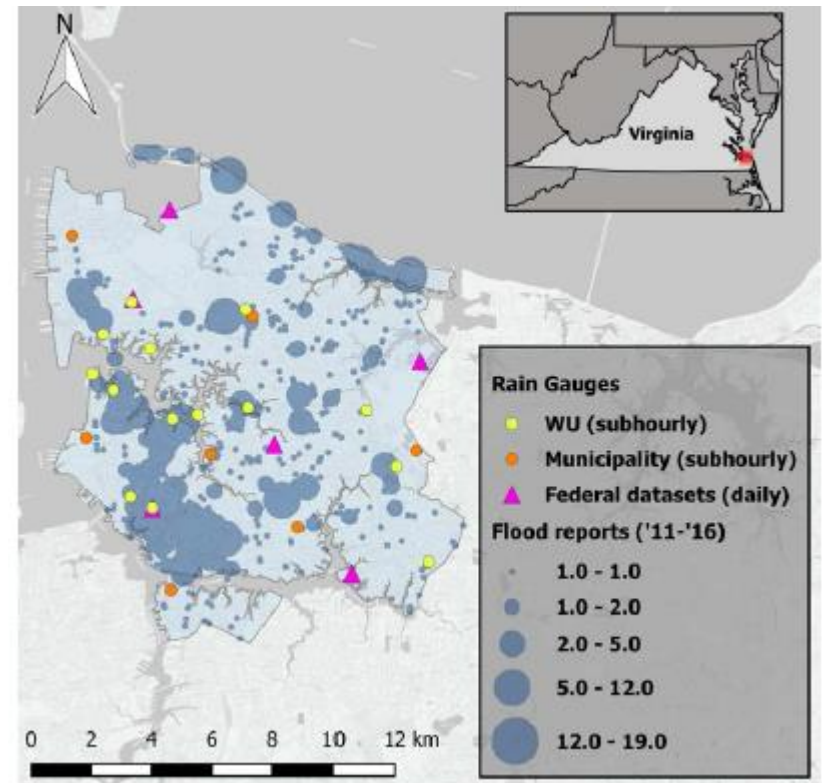 N
Virginia
Rain Gauges
WU (subhourly)
Municipality (subhourly)
Federal datasets (daily)
Flood reports ('11-'16)
1.0 - 1.0
1.0 - 2.0
2.0 - 5.0
5.0 - 12.0
12.0 - 19.0
0 2 4 6 8 10 12 km